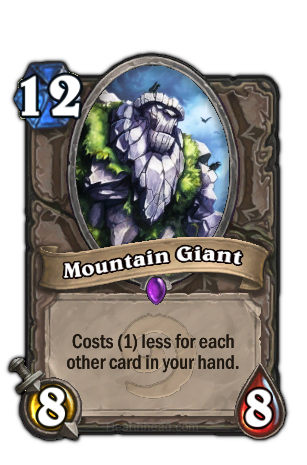 12
Mountain Giant
Costs (1) less for each
other card in your hand.
8
8